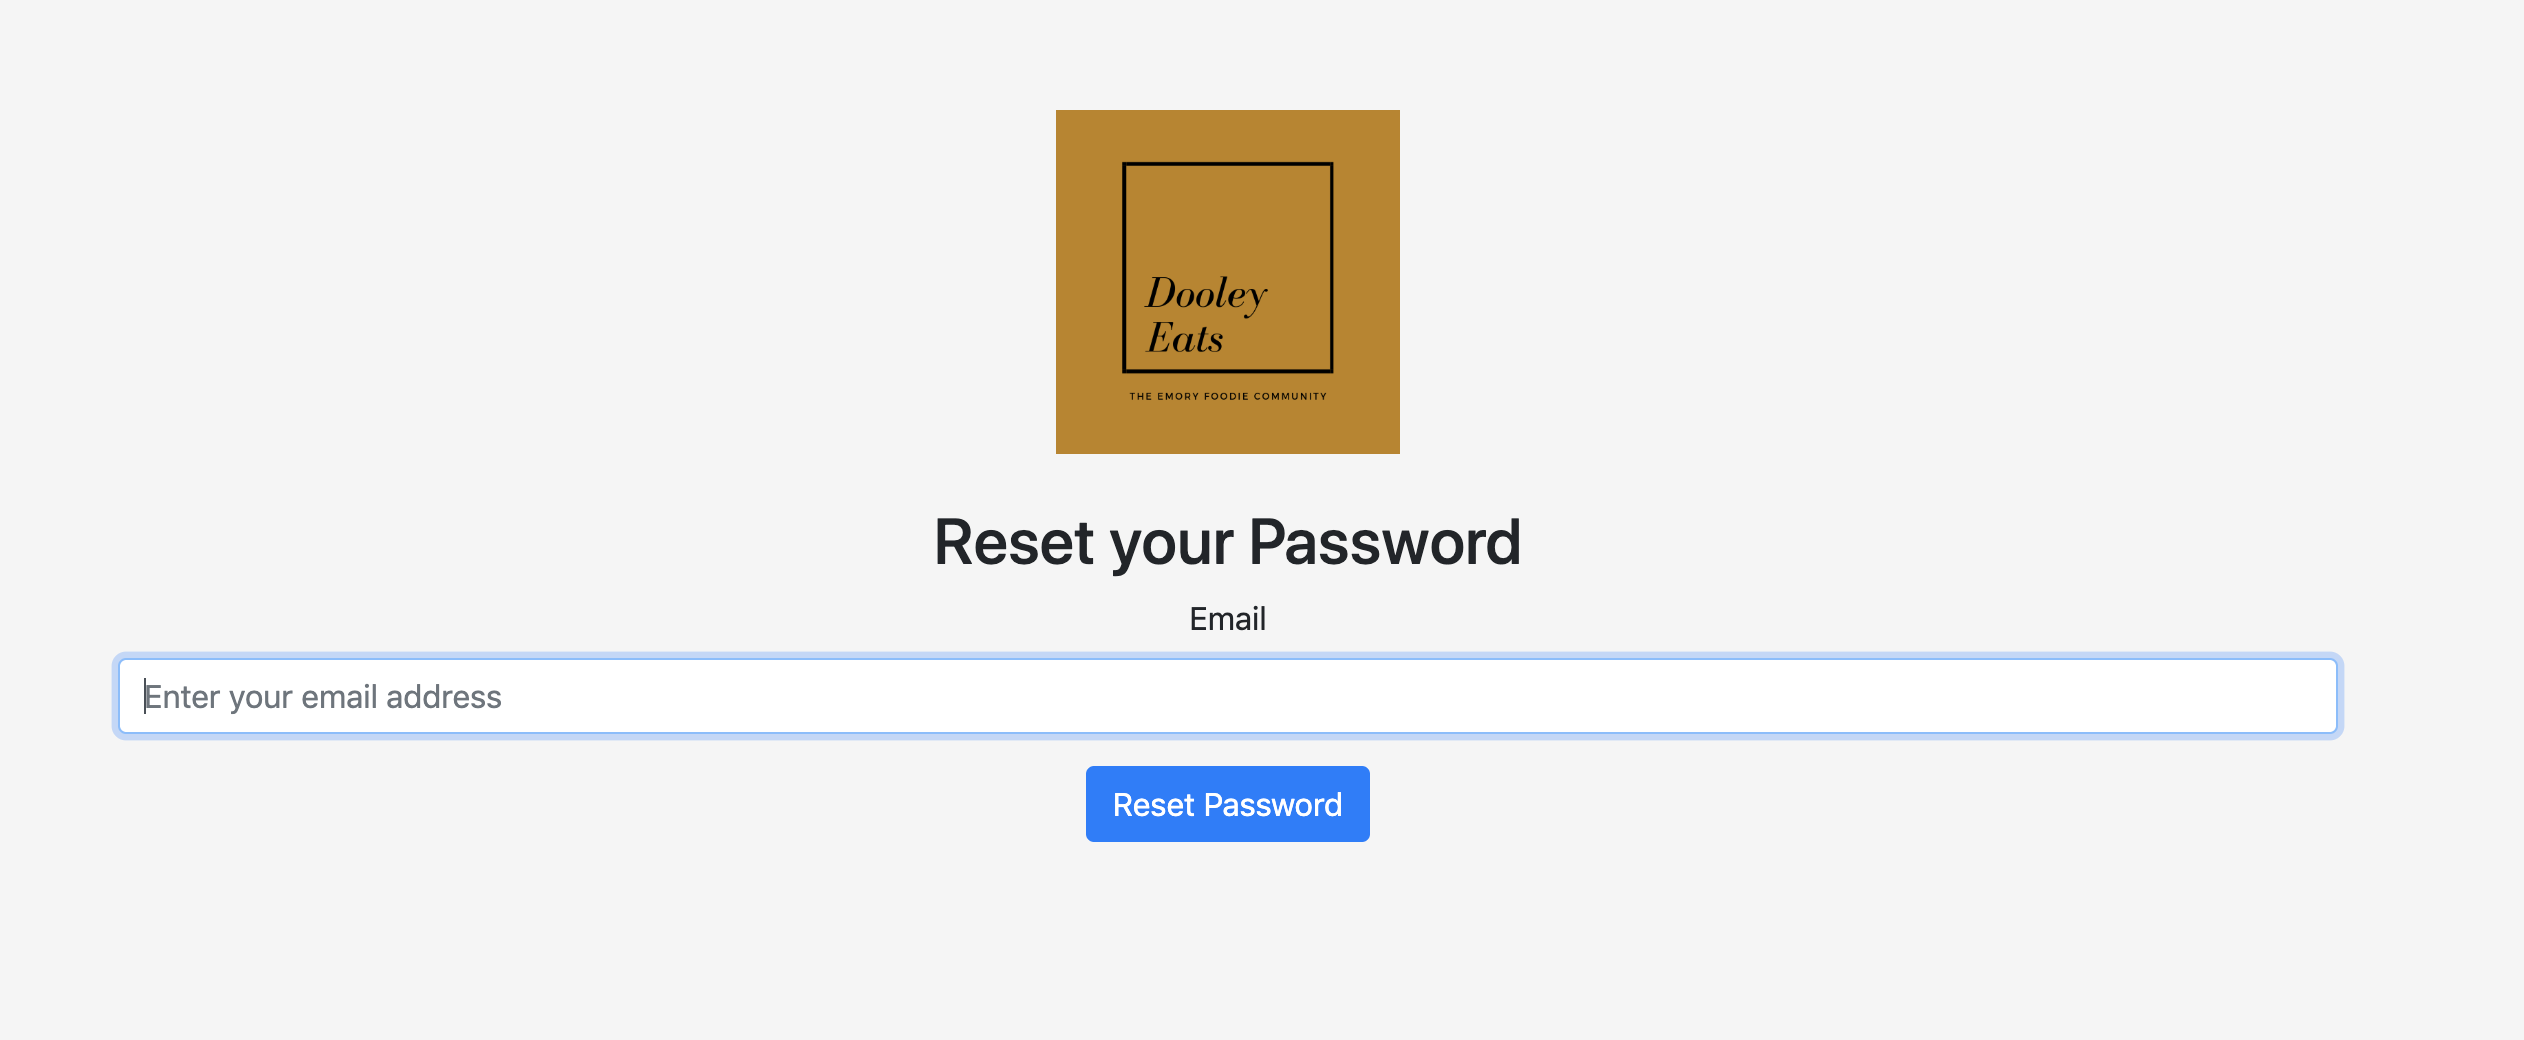 Dooley
Eats
THE EMORY FOODIE COMMUNITY
Reset your Password
Email
Enter your email address
Reset Password